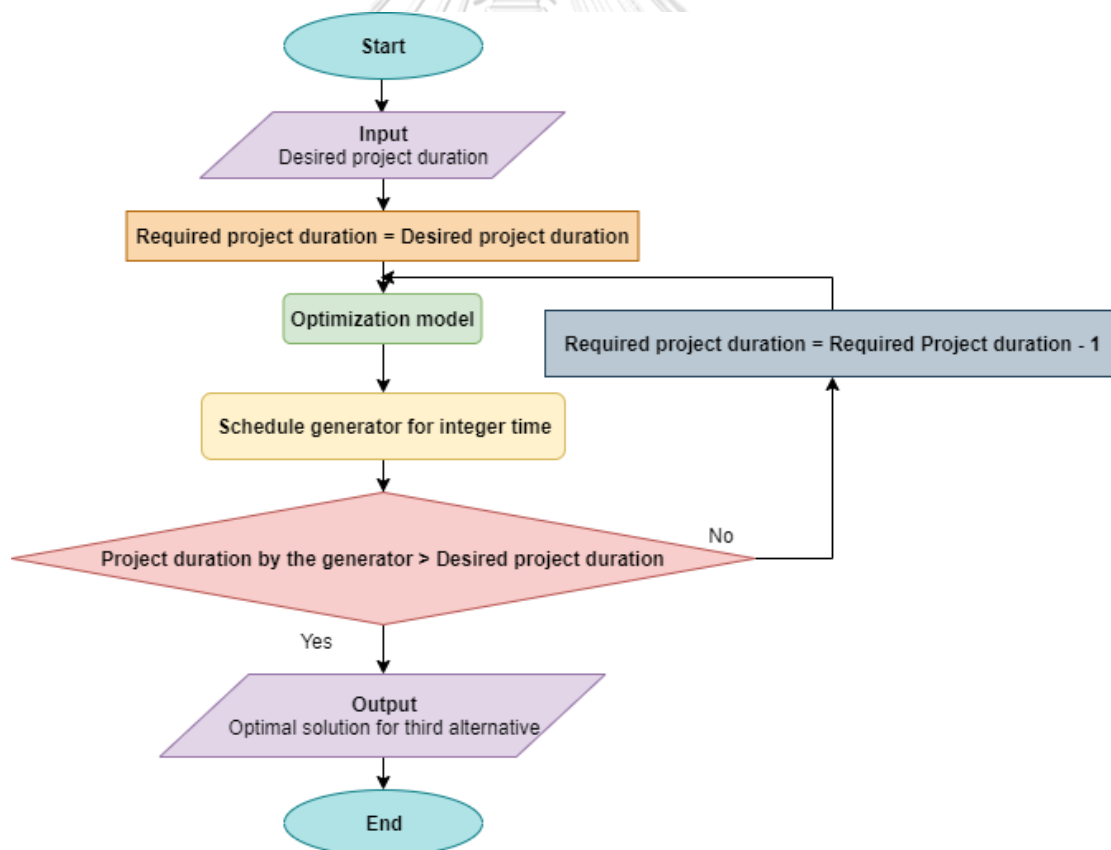 Start
Input
Desired project duration
Required project duration = Desired project duration
Optimization model
Required project duration = Required Project duration - 1
Schedule generator for integer time
No
Project duration by the generator > Desired project duration
Yes
Output
Optimal solution for third alternative
End